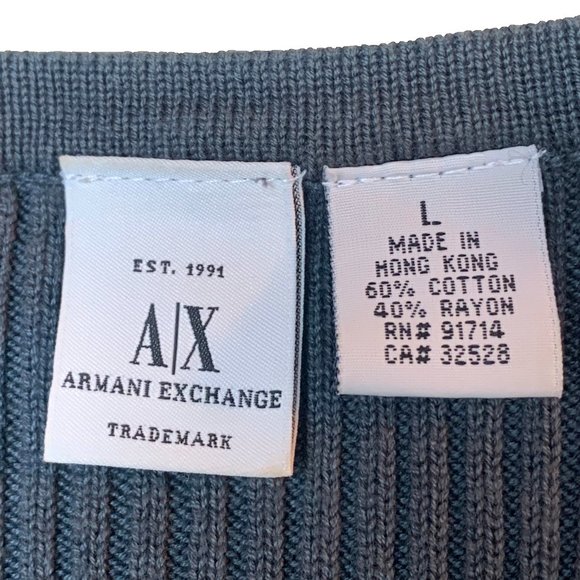 EST. 1991
A|X
ARMANI EXCHANGE
TRADEMARK
L
MADE IN
HONG KONG
60% COTTON
40% RAYON
RN# 91714
CA# 32528